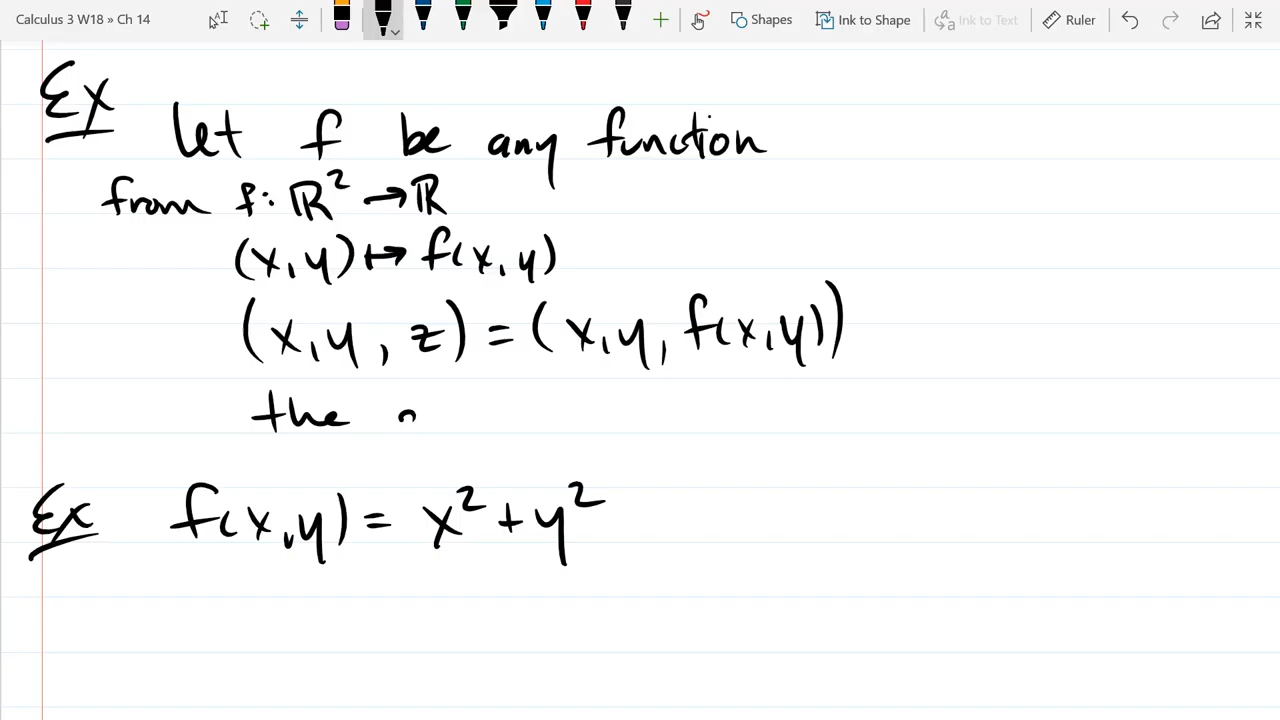 Calculus 3 W18 » Ch 14
Shapes
Ink to Shape
Ink to Text
Ruler
Ex Let f be any function
from f: ℝ² → ℝ
(x,y) ↦ f(x,y)
(x,y,z) = (x,y,f(x,y))
the
Ex f(x,y) = x² + y²